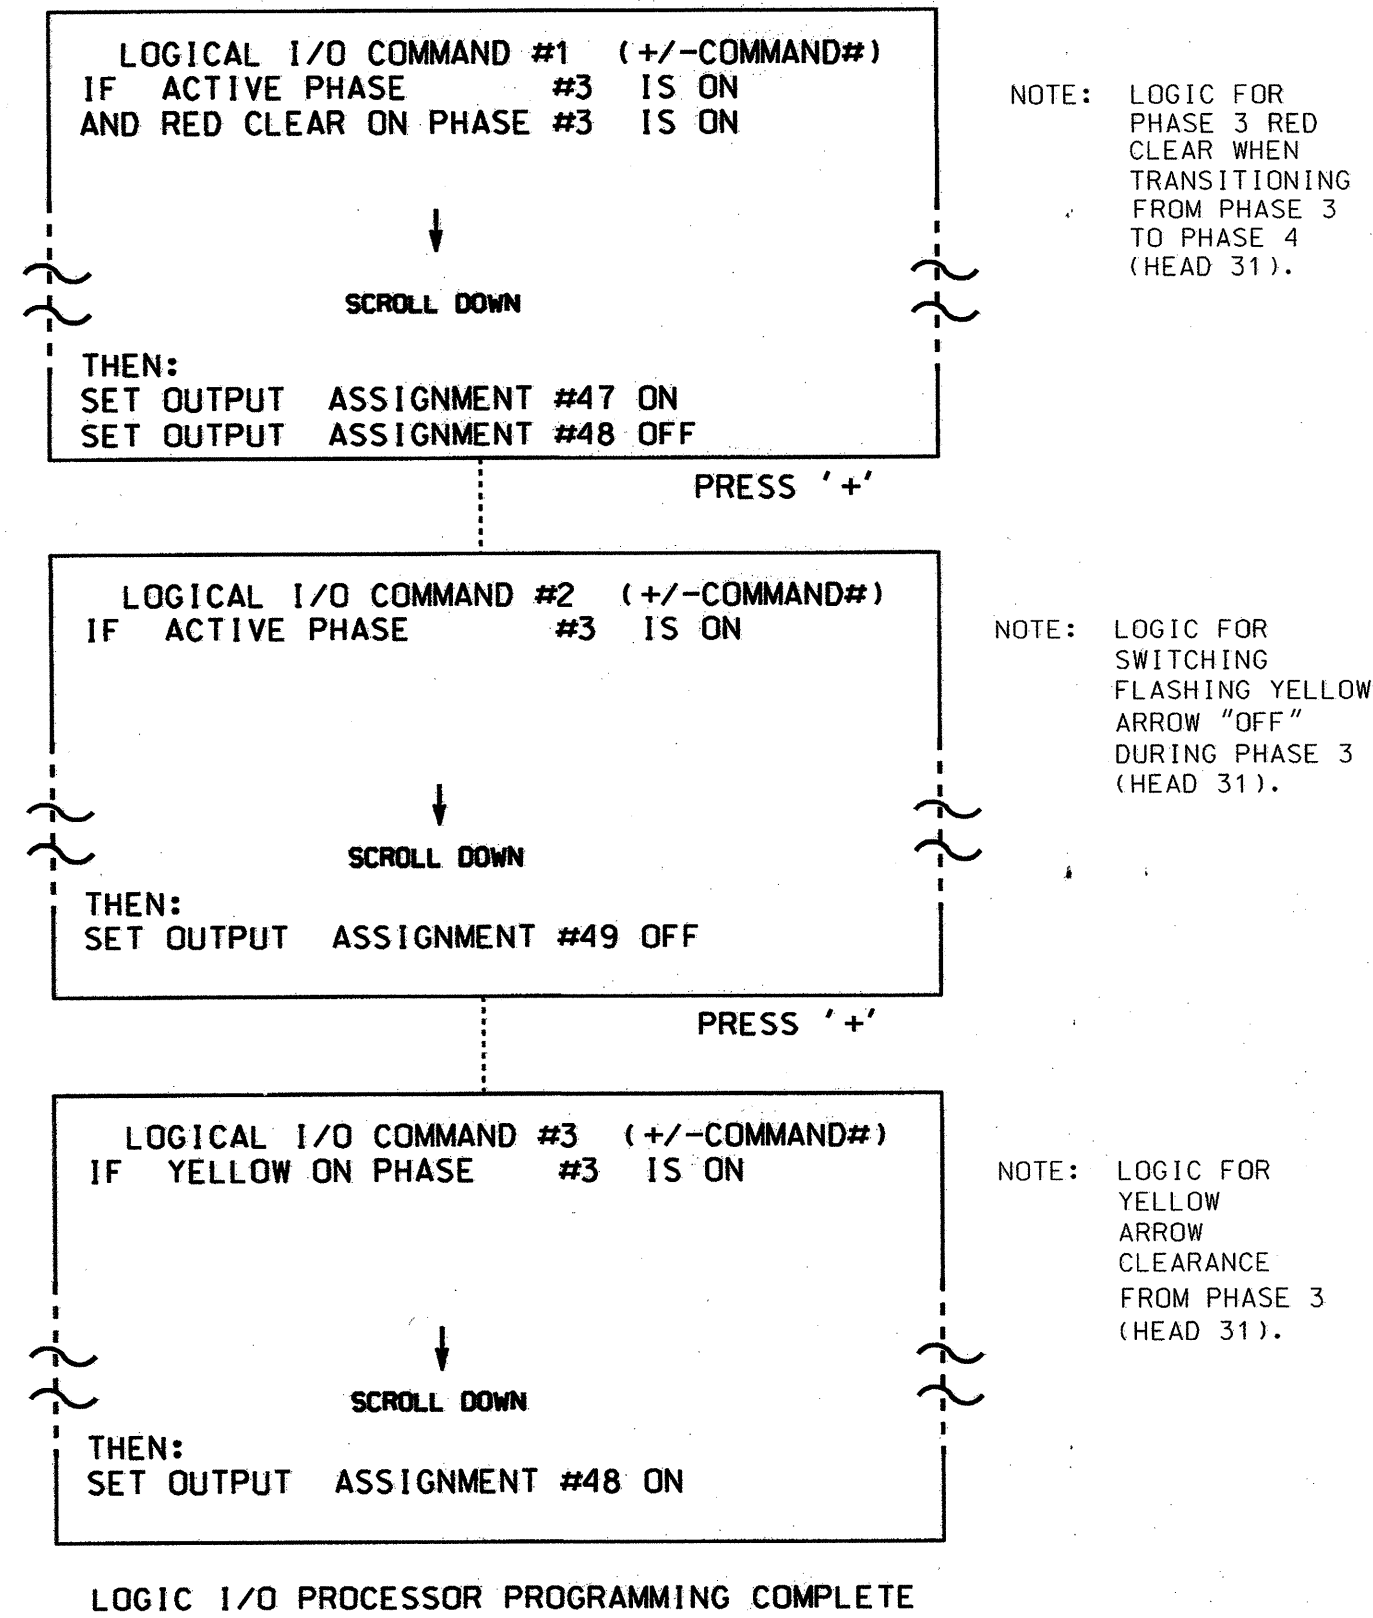 LOGICAL I/O COMMAND #1 (+/-COMMAND#)
IF ACTIVE PHASE #3 IS ON
AND RED CLEAR ON PHASE #3 IS ON
SCROLL DOWN
THEN:
SET OUTPUT ASSIGNMENT #47 ON
SET OUTPUT ASSIGNMENT #48 OFF
NOTE: LOGIC FOR
PHASE 3 RED
CLEAR WHEN
TRANSITIONING
FROM PHASE 3
TO PHASE 4
(HEAD 31).
PRESS '+'
LOGICAL I/O COMMAND #2 (+/-COMMAND#)
IF ACTIVE PHASE #3 IS ON
SCROLL DOWN
THEN:
SET OUTPUT ASSIGNMENT #49 OFF
NOTE: LOGIC FOR
SWITCHING
FLASHING YELLOW
ARROW "OFF"
DURING PHASE 3
(HEAD 31).
PRESS '+'
LOGICAL I/O COMMAND #3 (+/-COMMAND#)
IF YELLOW ON PHASE #3 IS ON
SCROLL DOWN
THEN:
SET OUTPUT ASSIGNMENT #48 ON
NOTE: LOGIC FOR
YELLOW
ARROW
CLEARANCE
FROM PHASE 3
(HEAD 31).
LOGIC I/O PROCESSOR PROGRAMMING COMPLETE